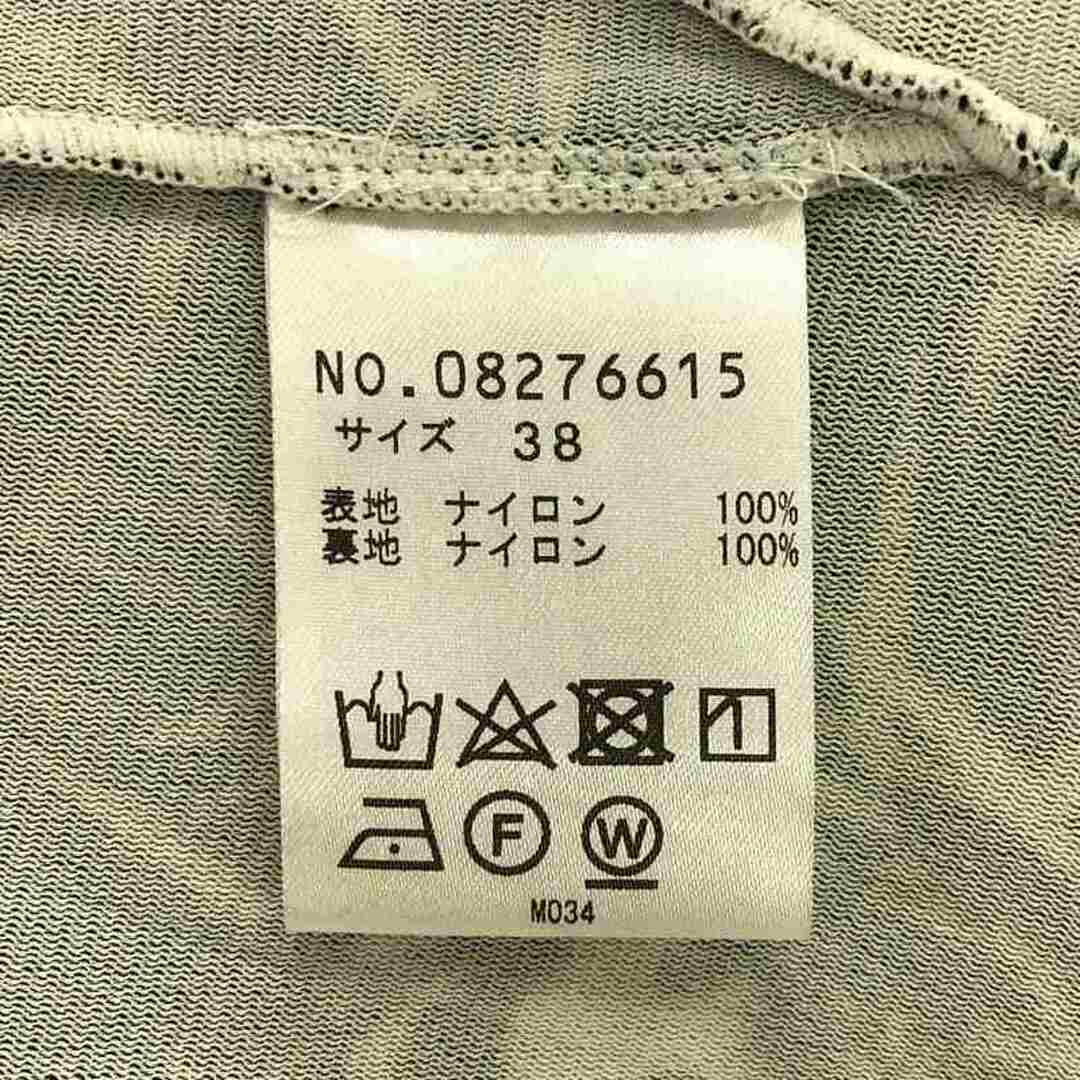 NO.08276615
サイズ 38
表地 ナイロン 100%
裏地 ナイロン 100%
F W
M034